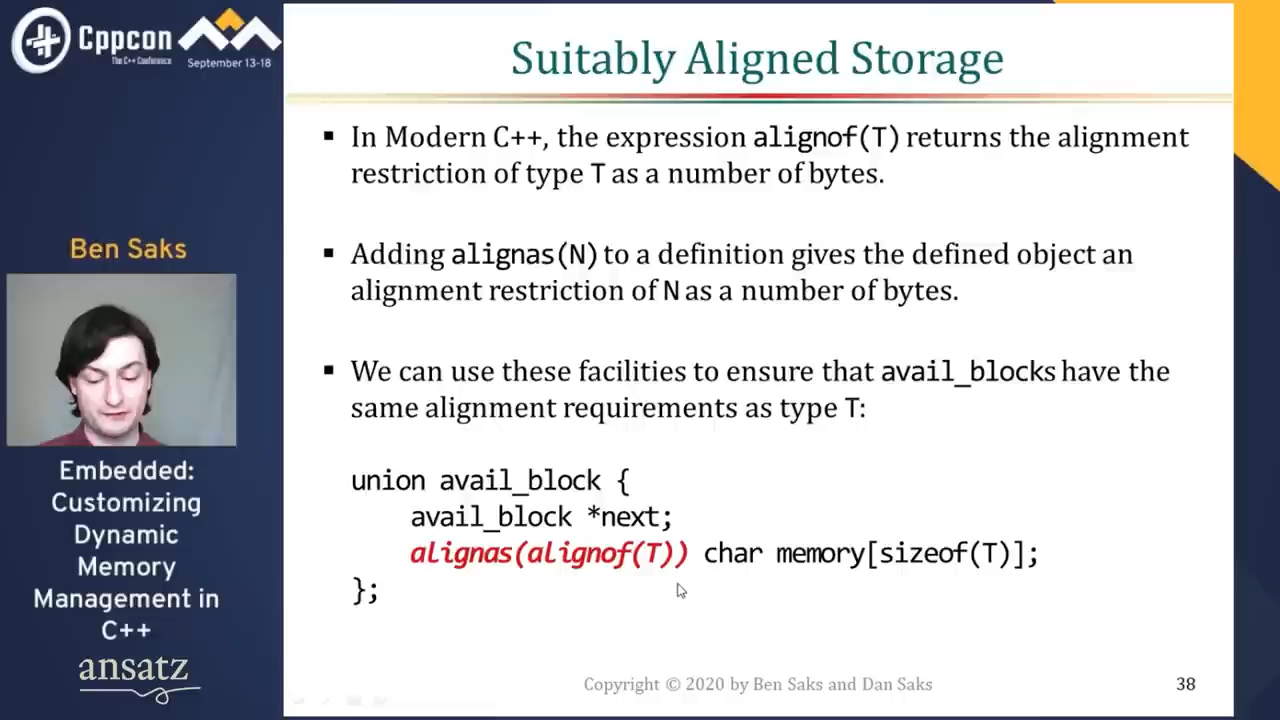 Cppcon
The C++ Conference
September 13-18
Ben Saks
Embedded:
Customizing
Dynamic
Memory
Management in
C++
ansatz
Suitably Aligned Storage
▪ In Modern C++, the expression alignof(T) returns the alignment
restriction of type T as a number of bytes.
▪ Adding alignas(N) to a definition gives the defined object an
alignment restriction of N as a number of bytes.
▪ We can use these facilities to ensure that avail_blocks have the
same alignment requirements as type T:
union avail_block {
avail_block *next;
alignas(alignof(T)) char memory[sizeof(T)];
};
Copyright © 2020 by Ben Saks and Dan Saks
38